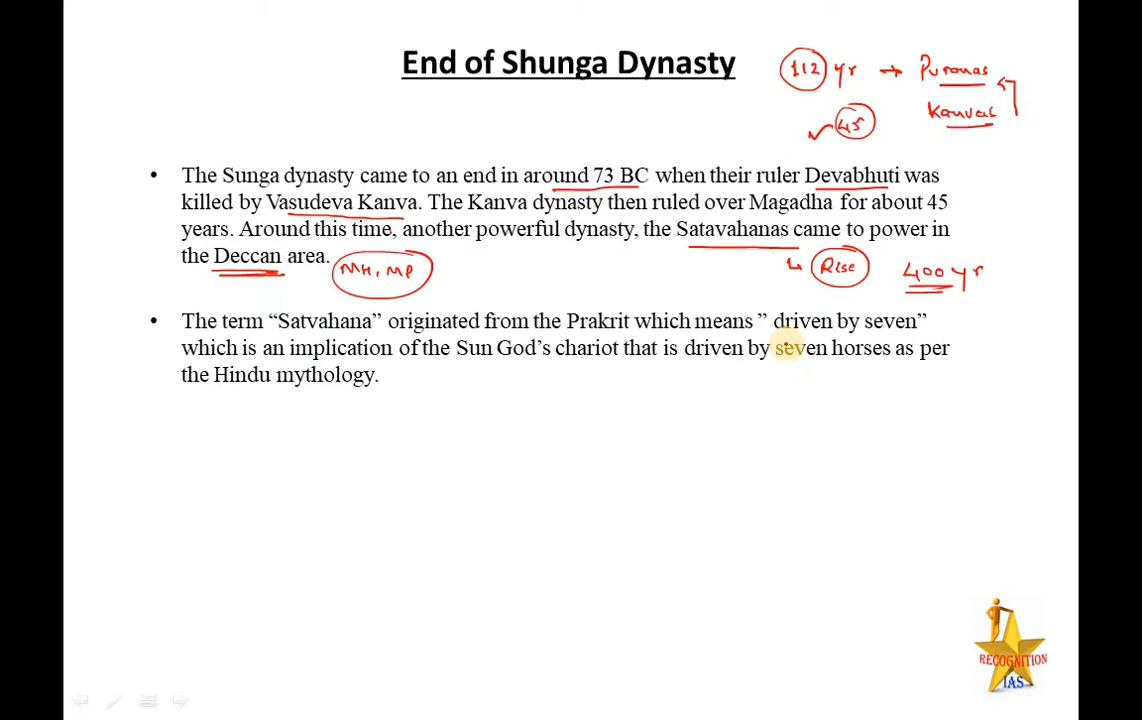 End of Shunga Dynasty
112 yr → Puranas
Kanvas
✓ 45
• The Sunga dynasty came to an end in around 73 BC when their ruler Devabhuti was
killed by Vasudeva Kanva. The Kanva dynasty then ruled over Magadha for about 45
years. Around this time, another powerful dynasty, the Satavahanas came to power in
the Deccan area.
MH, MP
Rise
400 yr
• The term “Satvahana” originated from the Prakrit which means ” driven by seven”
which is an implication of the Sun God’s chariot that is driven by seven horses as per
the Hindu mythology.
RECOGNITION
IAS